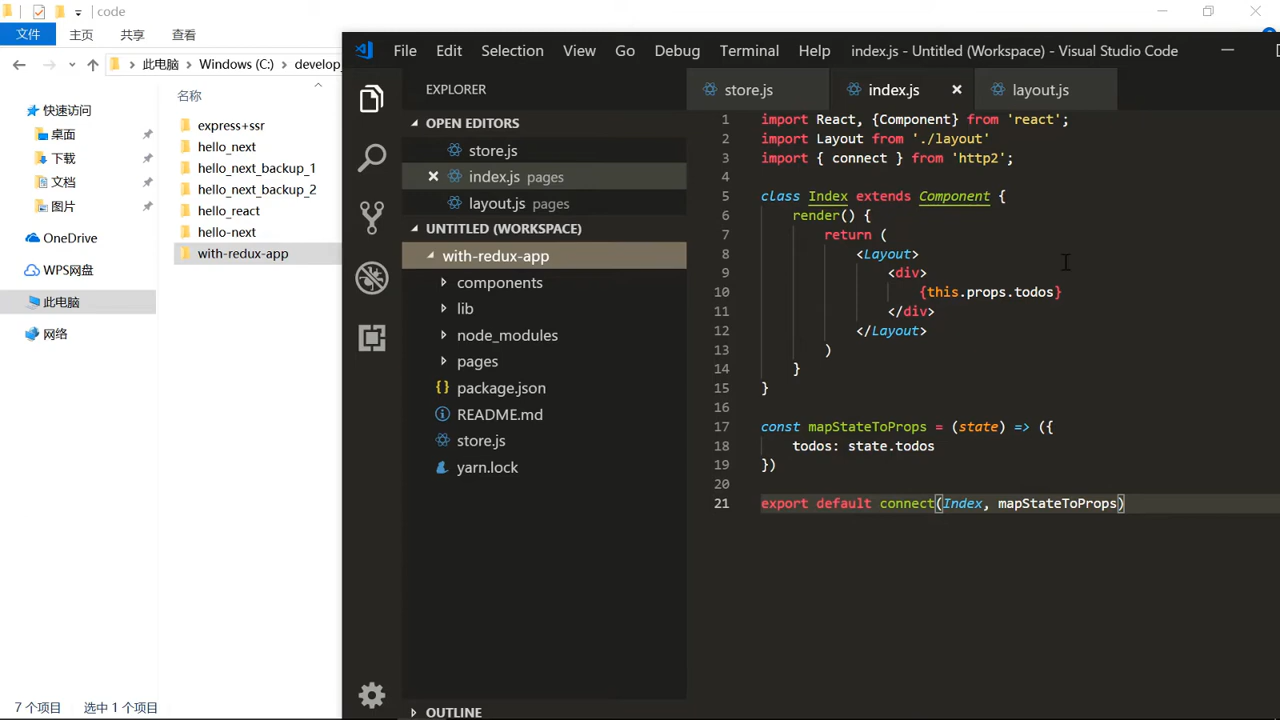 code
文件
主页
共享
查看
此电脑
Windows (C:)
develop_
名称
快速访问
桌面
下载
文档
图片
OneDrive
WPS网盘
此电脑
网络
express+ssr
hello_next
hello_next_backup_1
hello_next_backup_2
hello_react
hello-next
with-redux-app
7 个项目
选中 1 个项目
File Edit Selection View Go Debug Terminal Help
index.js - Untitled (Workspace) - Visual Studio Code
EXPLORER
OPEN EDITORS
store.js
index.js pages
layout.js pages
UNTITLED (WORKSPACE)
with-redux-app
components
lib
node_modules
pages
{} package.json
README.md
store.js
yarn.lock
OUTLINE
store.js
index.js
layout.js
1 import React, {Component} from 'react';
2 import Layout from './layout'
3 import { connect } from 'http2';
4
5 class Index extends Component {
6 render() {
7 return (
8 <Layout>
9 <div>
10 {this.props.todos}
11 </div>
12 </Layout>
13 )
14 }
15 }
16
17 const mapStateToProps = (state) => ({
18 todos: state.todos
19 })
20
21 export default connect(Index, mapStateToProps)